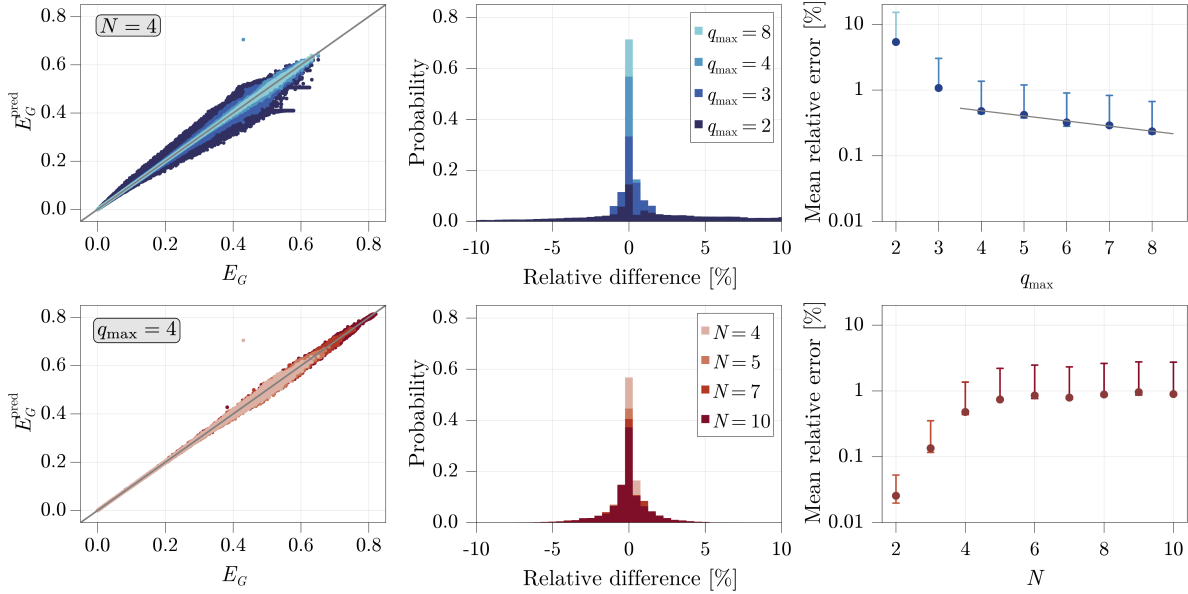 N = 4
E_G^pred
0.8
0.6
0.4
0.2
0.0
0.0 0.2 0.4 0.6 0.8
E_G
Probability
0.8
0.6
0.4
0.2
0.0
-10 -5 0 5 10
Relative difference [%]
q_max = 8
q_max = 4
q_max = 3
q_max = 2
Mean relative error [%]
10
1
0.1
0.01
2 3 4 5 6 7 8
q_max
q_max = 4
E_G^pred
0.8
0.6
0.4
0.2
0.0
0.0 0.2 0.4 0.6 0.8
E_G
Probability
0.8
0.6
0.4
0.2
0.0
-10 -5 0 5 10
Relative difference [%]
N = 4
N = 5
N = 7
N = 10
Mean relative error [%]
10
1
0.1
0.01
2 4 6 8 10
N